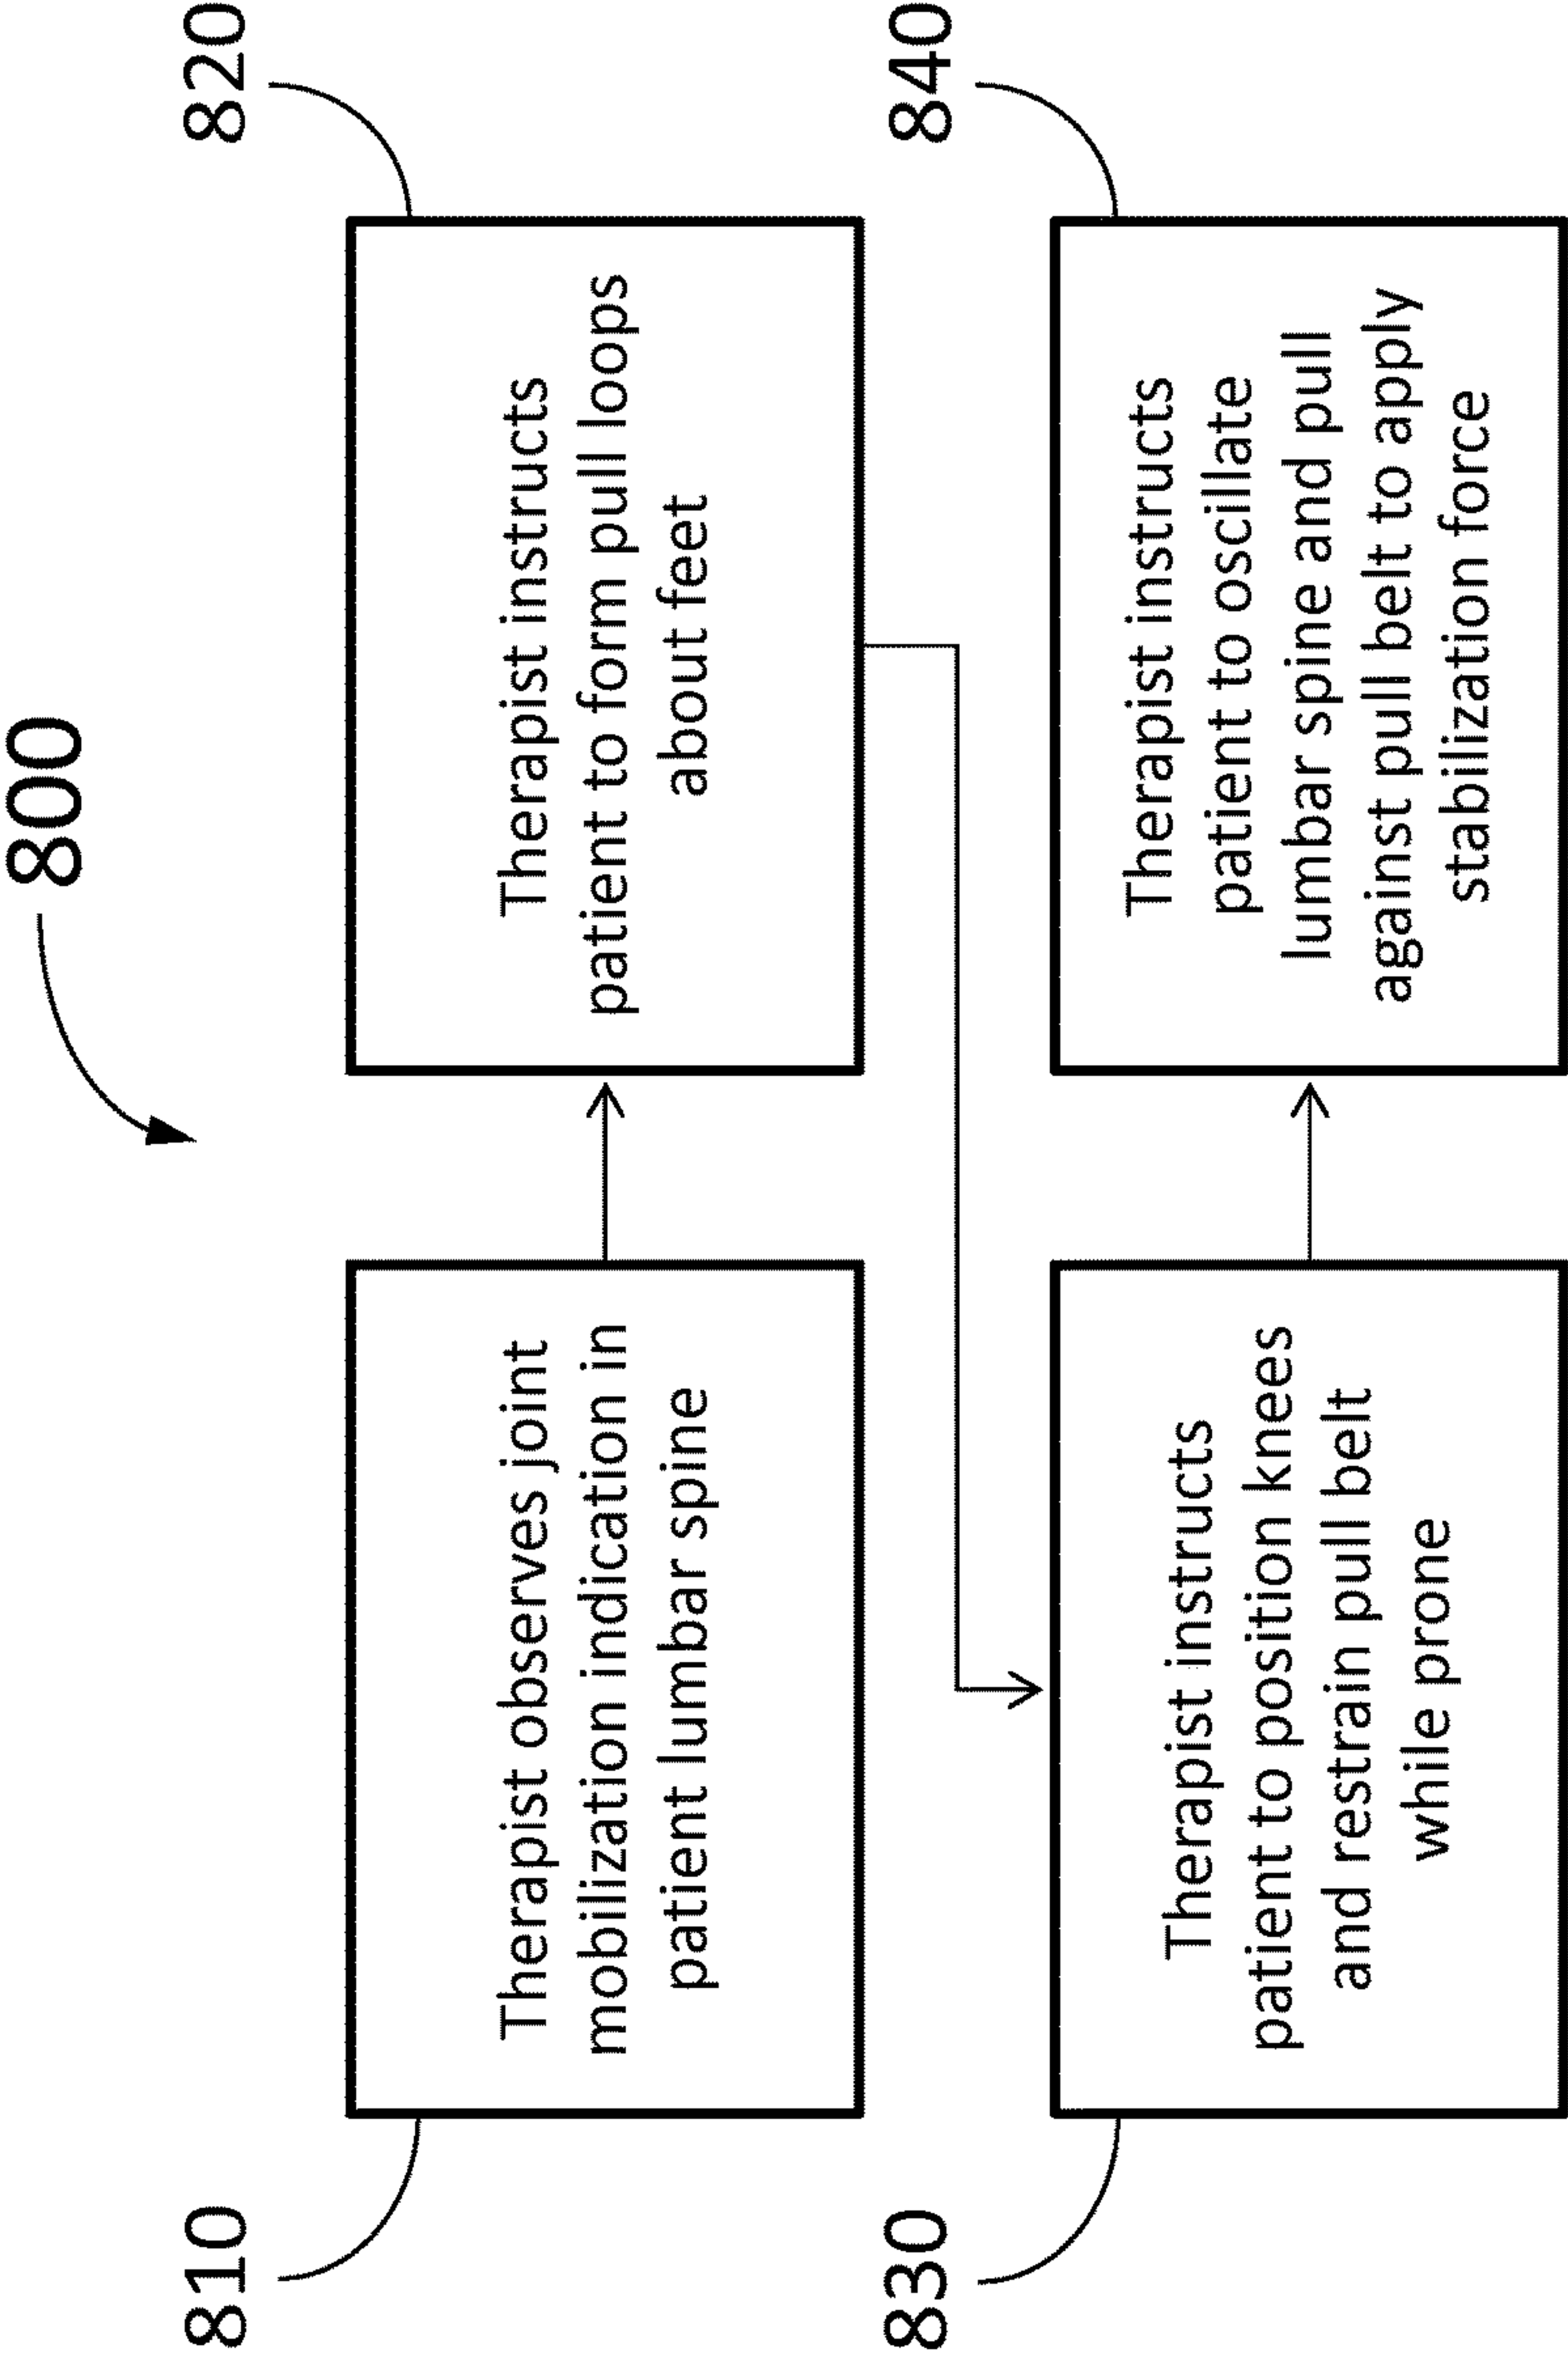 800
810
Therapist observes joint
mobilization indication in
patient lumbar spine
820
Therapist instructs
patient to form pull loops
about feet
830
Therapist instructs
patient to position knees
and restrain pull belt
while prone
840
Therapist instructs
patient to oscillate
lumbar spine and pull
against pull belt to apply
stabilization force